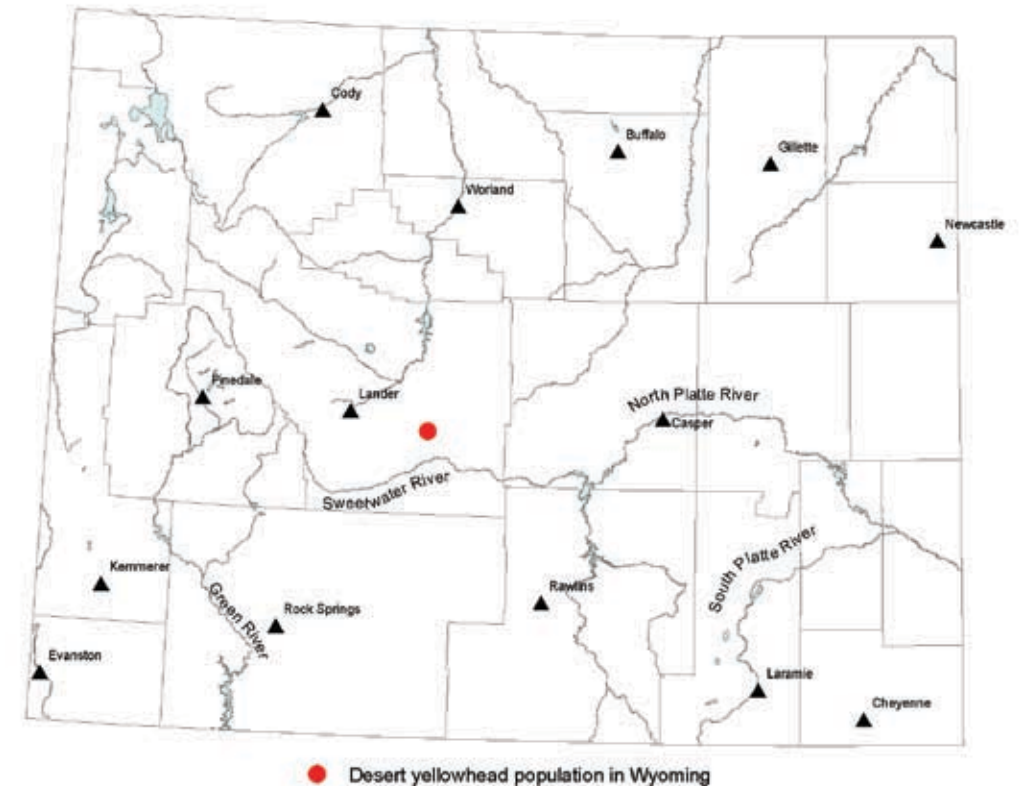 Cody
Buffalo
Gillette
Worland
Newcastle
Pinedale
Lander
North Platte River
Casper
Sweetwater River
South Platte River
Kemmerer
Green River
Rock Springs
Rawlins
Evanston
Laramie
Cheyenne
Desert yellowhead population in Wyoming